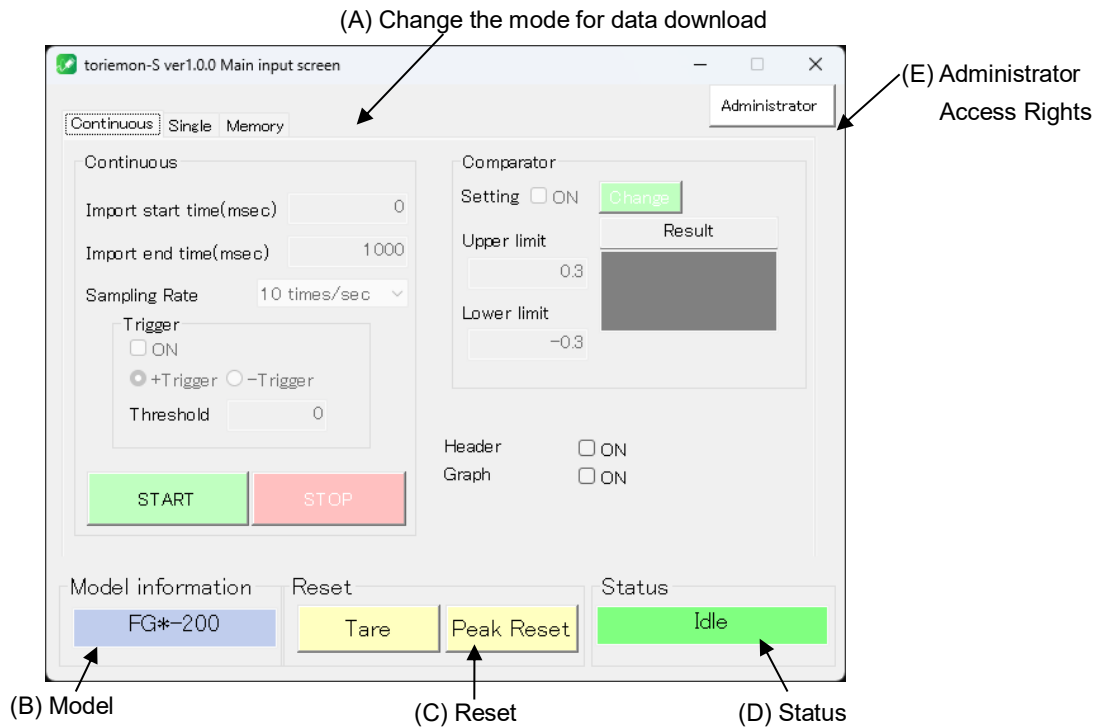 (A) Change the mode for data download
toriemon-S ver1.0.0 Main input screen
(E) Administrator
Access Rights
Administrator
Continuous Single Memory
Continuous
Import start time(msec) 0
Import end time(msec) 1000
Sampling Rate 10 times/sec
Trigger
ON
+Trigger -Trigger
Threshold 0
START STOP
Comparator
Setting ON Change
Result
Upper limit
0.3
Lower limit
-0.3
Header ON
Graph ON
Model information
FG*-200
Reset
Tare Peak Reset
Status
Idle
(B) Model
(C) Reset
(D) Status